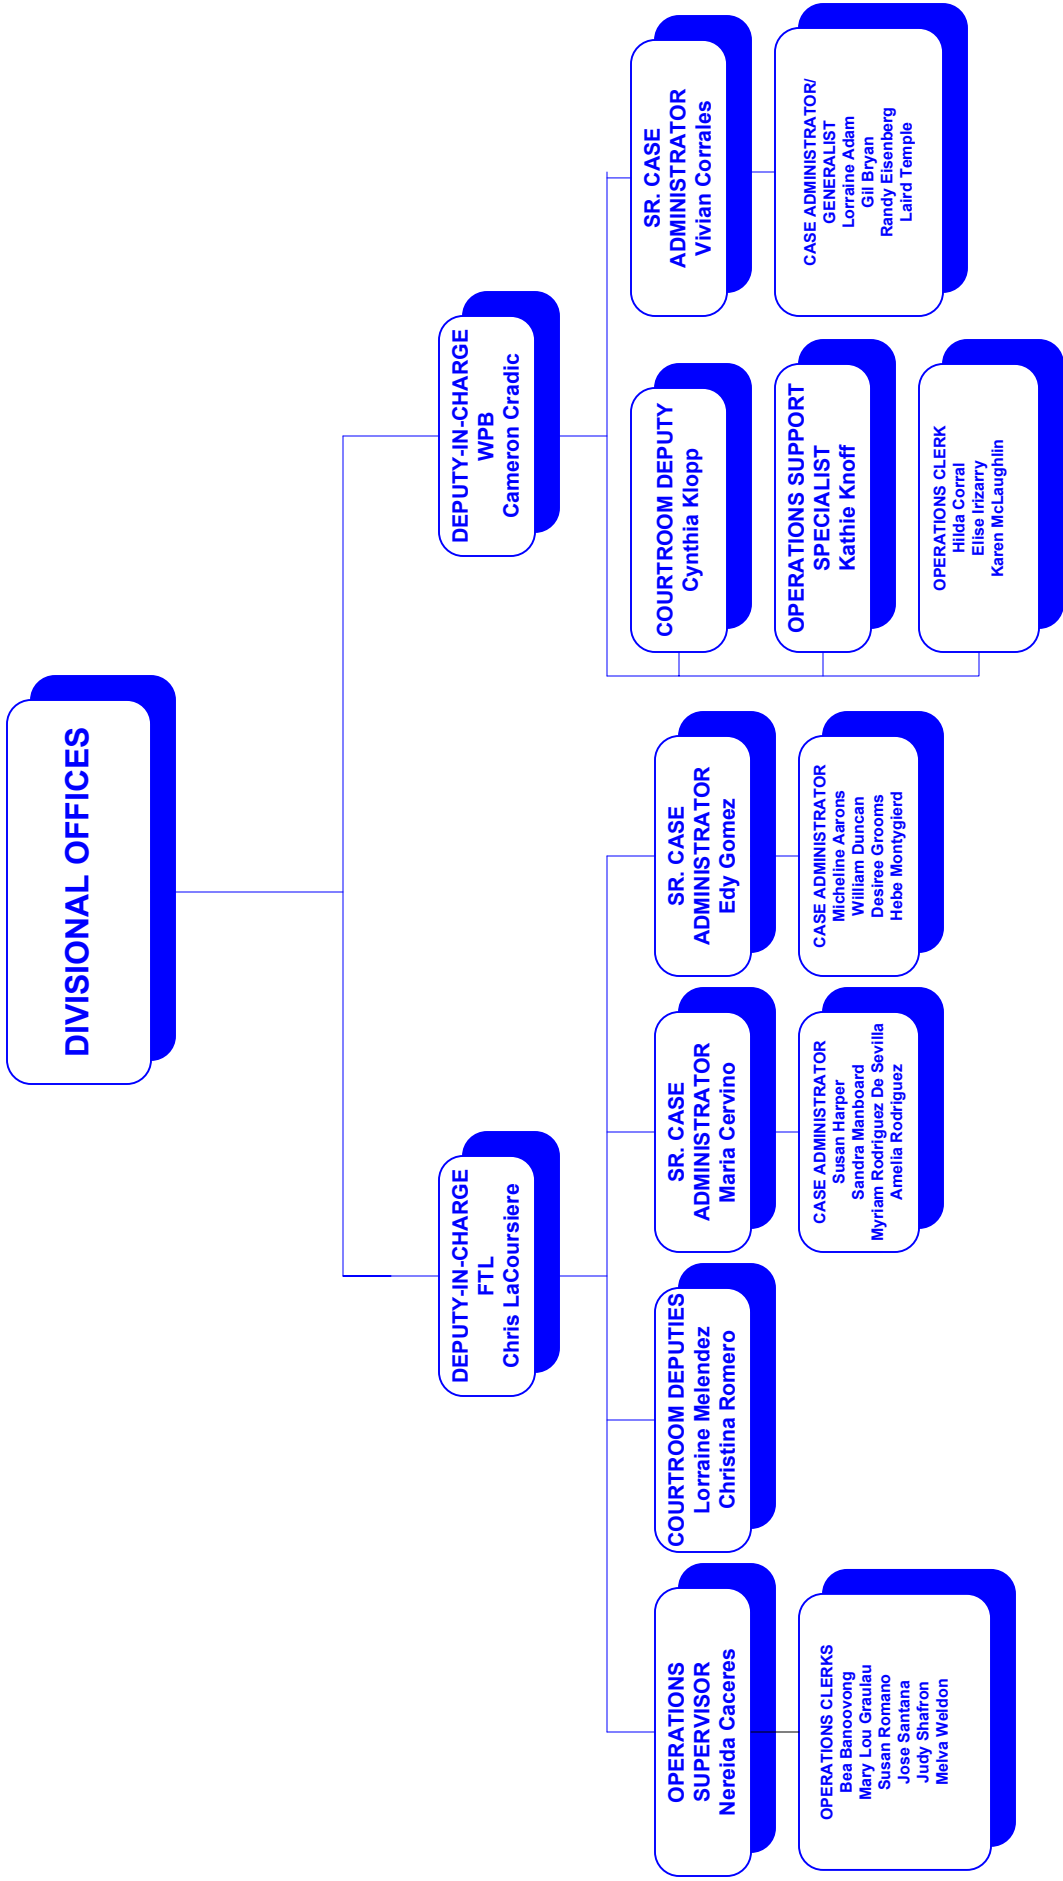 DIVISIONAL OFFICES
DEPUTY-IN-CHARGE
FTL
Chris LaCoursiere
DEPUTY-IN-CHARGE
WPB
Cameron Cradic
OPERATIONS
SUPERVISOR
Nereida Caceres
COURTROOM DEPUTIES
Lorraine Melendez
Christina Romero
SR. CASE
ADMINISTRATOR
Maria Cervino
SR. CASE
ADMINISTRATOR
Edy Gomez
COURTROOM DEPUTY
Cynthia Klopp
SR. CASE
ADMINISTRATOR
Vivian Corrales
OPERATIONS CLERKS
Bea Banoovong
Mary Lou Graulau
Susan Romano
Jose Santana
Judy Shafron
Melva Weldon
CASE ADMINISTRATOR
Susan Harper
Sandra Manboard
Myriam Rodriguez De Sevilla
Amelia Rodriguez
CASE ADMINISTRATOR
Micheline Aarons
William Duncan
Desiree Grooms
Hebe Montygierd
OPERATIONS SUPPORT
SPECIALIST
Kathie Knoff
CASE ADMINISTRATOR/
GENERALIST
Lorraine Adam
Gil Bryan
Randy Eisenberg
Laird Temple
OPERATIONS CLERK
Hilda Corral
Elise Irizarry
Karen McLaughlin